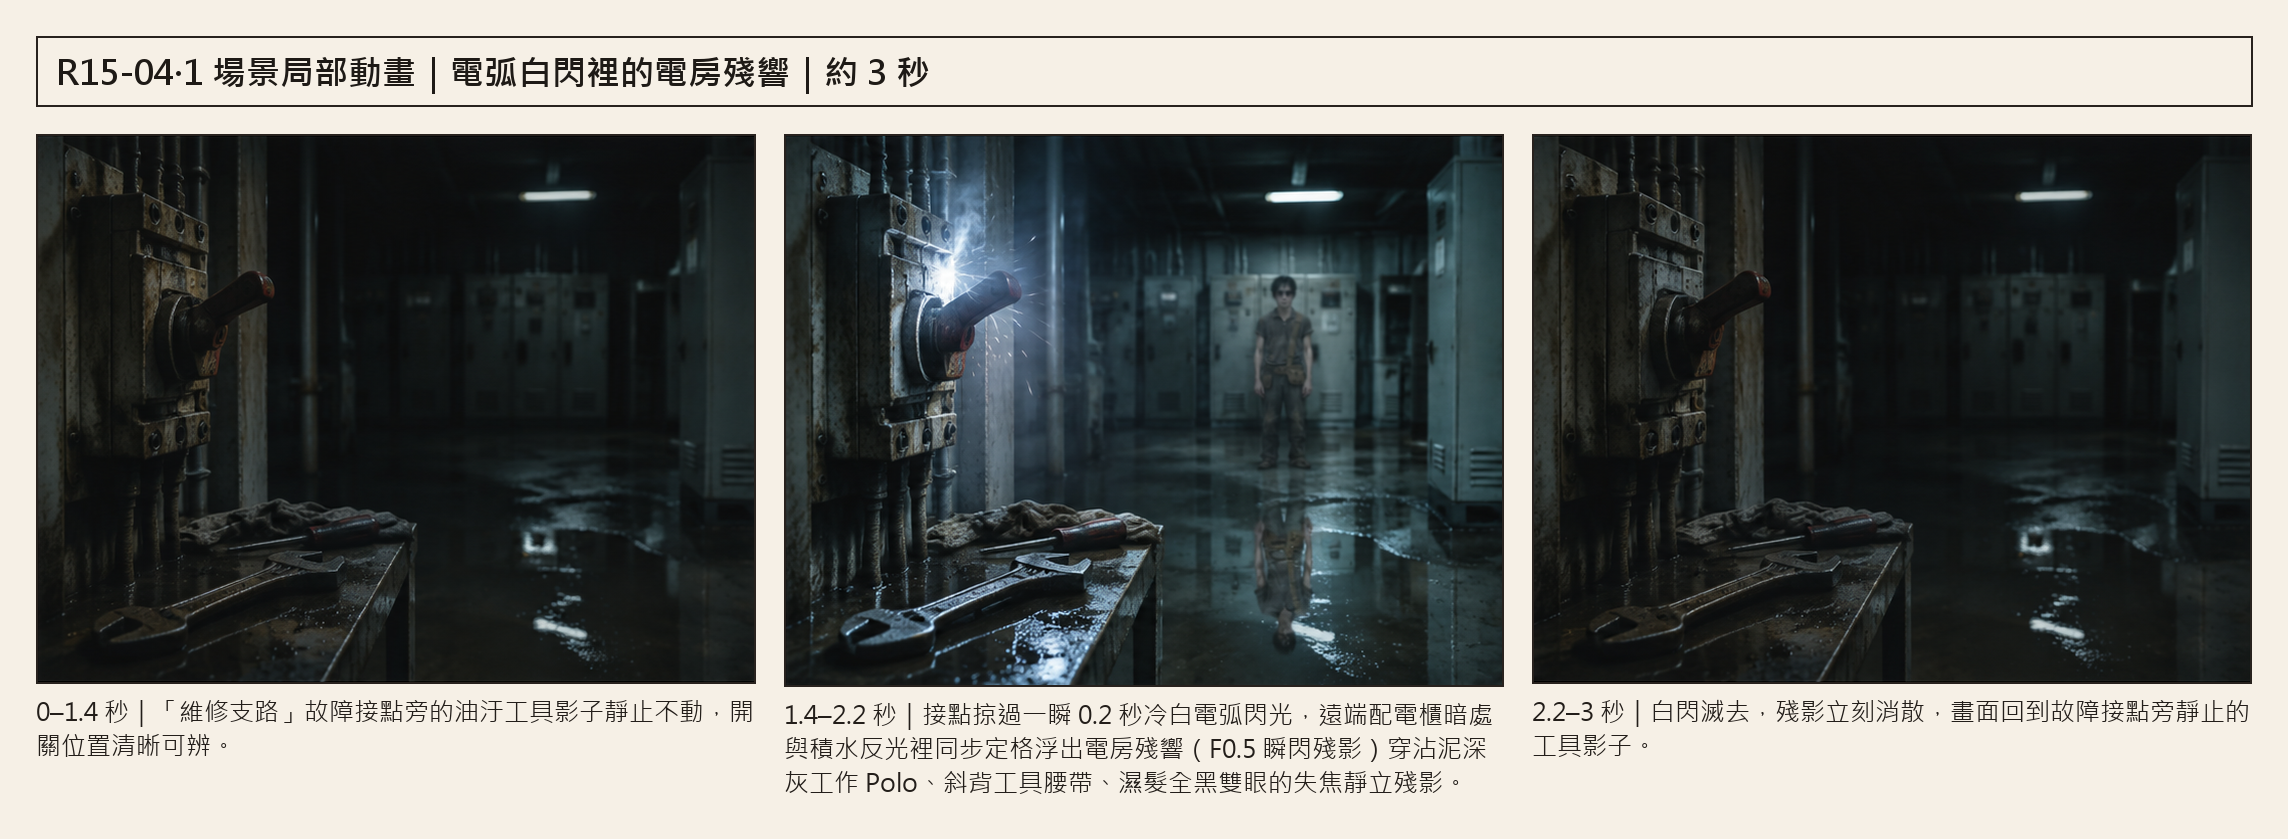 R15-04·1 場景局部動畫｜電弧白閃裡的電房殘響｜約 3 秒
0–1.4 秒｜「維修支路」故障接點旁的油汙工具影子靜止不動，開
關位置清晰可辨。
1.4–2.2 秒｜接點掠過一瞬 0.2 秒冷白電弧閃光，遠端配電櫃暗處
與積水反光裡同步定格浮出電房殘響（F0.5 瞬閃殘影）穿沾泥深
灰工作 Polo、斜背工具腰帶、濕髮全黑雙眼的失焦靜立殘影。
2.2–3 秒｜白閃滅去，殘影立刻消散，畫面回到故障接點旁靜止的
工具影子。